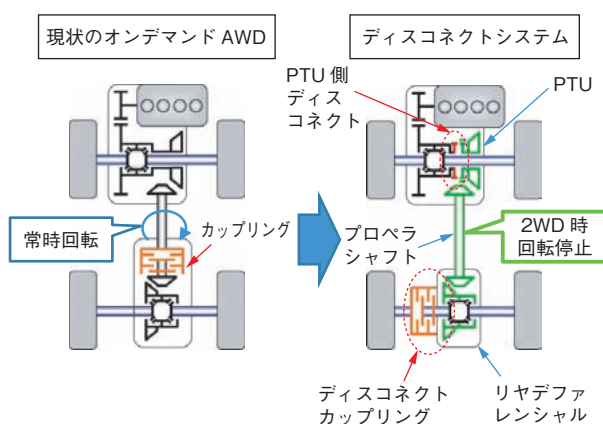 現状のオンデマンド AWD
ディスコネクトシステム
PTU 側
ディス
コネクト
PTU
常時回転
カップリング
プロペラ
シャフト
2WD 時
回転停止
ディスコネクト
カップリング
リヤデファ
レンシャル